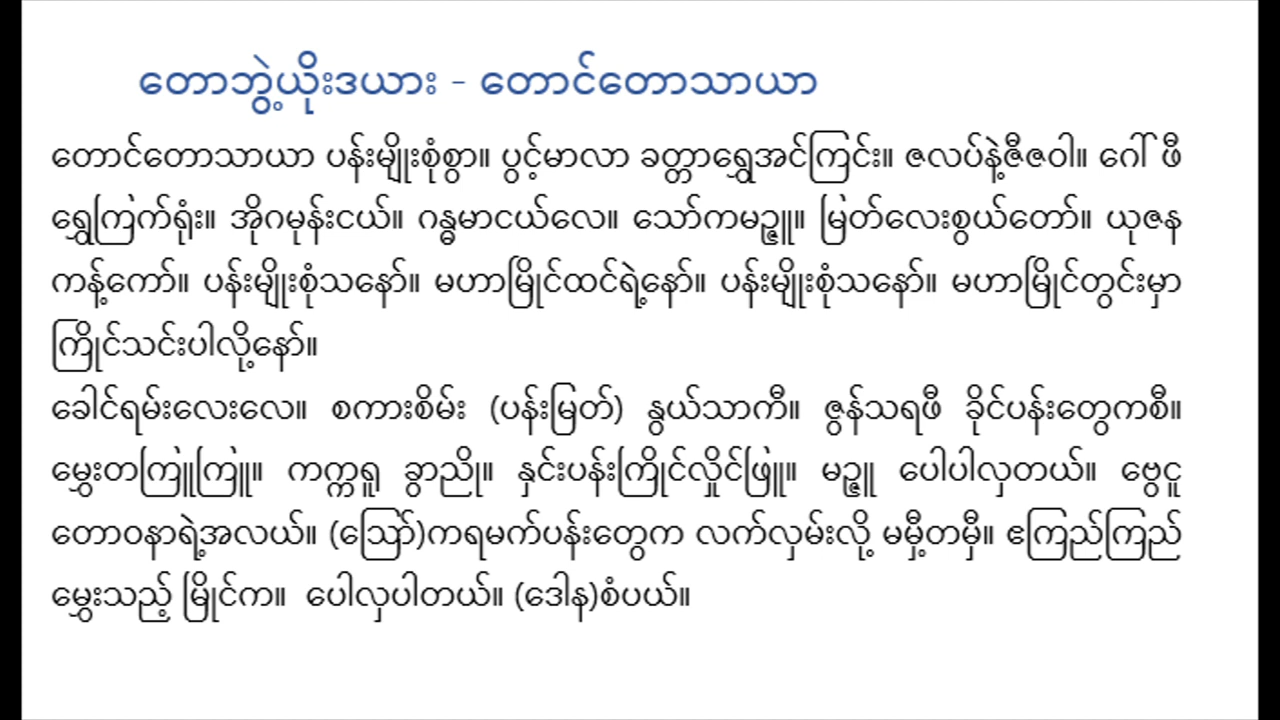 တောဘွဲ့ယိုးဒယား - တောင်တောသာယာ
တောင်တောသာယာ ပန်းမျိုးစုံစွာ။ ပွင့်မာလာ ခတ္တာရွှေအင်ကြင်း။ ဇလပ်နဲ့ဇီဇဝါ။ ဂေါ် ဖီ
ရွှေကြက်ရုံး။ အိုဂမုန်းငယ်။ ဂန္ဓမာငယ်လေ။ သော်ကမဉ္ဇူ။ မြတ်လေးစွယ်တော်။ ယုဇန
ကန့်ကော်။ ပန်းမျိုးစုံသနော်။ မဟာမြိုင်ထင်ရဲ့နော်။ ပန်းမျိုးစုံသနော်။ မဟာမြိုင်တွင်းမှာ
ကြိုင်သင်းပါလို့နော်။
ခေါင်ရမ်းလေးလေ။ စကားစိမ်း (ပန်းမြတ်) နွယ်သာကီ။ ဇွန်သရဖီ ခိုင်ပန်းတွေကစီ။
မွှေးတကြူကြူ။ ကက္ကရူ ခွာညို။ နှင်းပန်းကြိုင်လှိုင်ဖြူ။ မဉ္ဇူ ပေါပါလှတယ်။ ဗွေငူ
တောဝနာရဲ့အလယ်။ (ဩော်)ကရမက်ပန်းတွေက လက်လှမ်းလို့ မမှီ့တမှီ။ ဧကြည်ကြည်
မွှေးသည့် မြိုင်က။ ပေါလှပါတယ်။ (ဒေါန)စံပယ်။